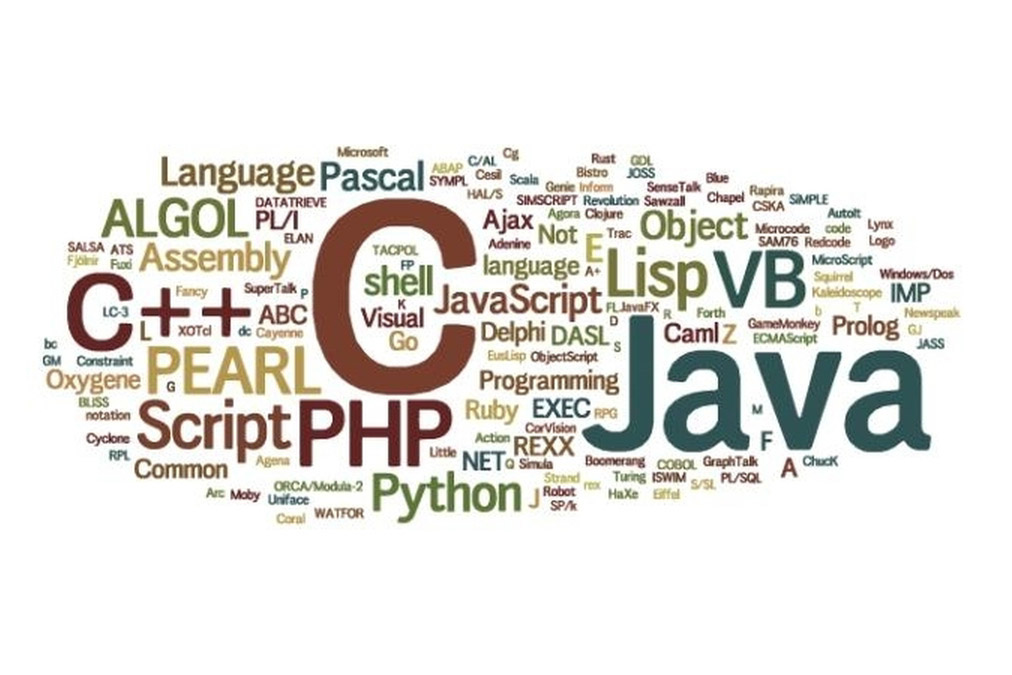 Microsoft
Cg
C/AL
Rust
GDL
Language
Pascal
ABAP
Cesil
Bistro
JOSS
SYMPL
Scala
Blue
Genie
Inform
SenseTalk
Rapira
HAL/S
SIMSCRIPT
Revolution
Sawzall
Chapel
SiMPLE
DATATRIEVE
CSKA
ALGOL
PL/I
Ajax
Agora
Clojure
Object
AutoIt
ELAN
Not
Trac
Microcode
code
Lynx
SALSA
ATS
Assembly
TACPOL
Adenine
E
SAM76
Redcode
Logo
Fjölnir
FP
language
A+
Lisp
VB
MicroScript
C
shell
Squirrel
Windows/Dos
C++
Fancy
SuperTalk
P
K
JavaScript
Kaleidoscope
IMP
LC-3
ABC
Visual
FL
JavaFX
R
Forth
b
T
Newspeak
L
XOTcl
dc
Cayenne
Go
Delphi
DASL
D
Caml
Z
GameMonkey
Prolog
GJ
bc
S
ECMAScript
JASS
GM
Constraint
PEARL
EusLisp
ObjectScript
Java
Oxygene
G
Programming
BLISS
notation
Script
PHP
Ruby
EXEC
RPG
M
CorVision
Cyclone
Action
REXX
F
RPL
Little
NET
Q
Simula
Boomerang
COBOL
GraphTalk
A
ChucK
Common
Agena
Python
Strand
rex
Turing
ISWIM
S/SL
PL/SQL
Arc
Moby
ORCA/Modula-2
Uniface
J
Robot
HaXe
Eiffel
SP/k
Coral
WATFOR